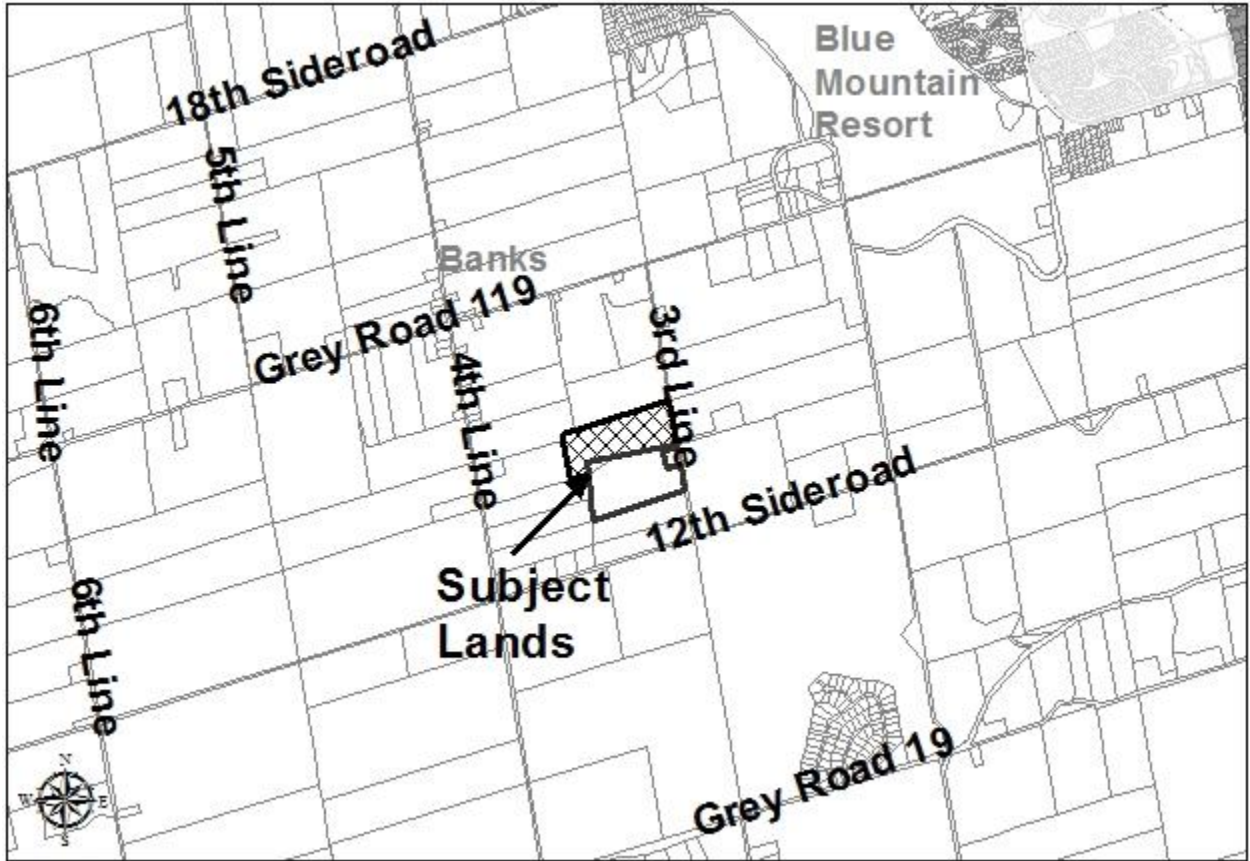 18th Sideroad
Blue
Mountain
Resort
5th Line
Banks
Grey Road 119
6th Line
3rd Line
4th Line
12th Sideroad
Subject
Lands
6th Line
Grey Road 19
N
W
E
S